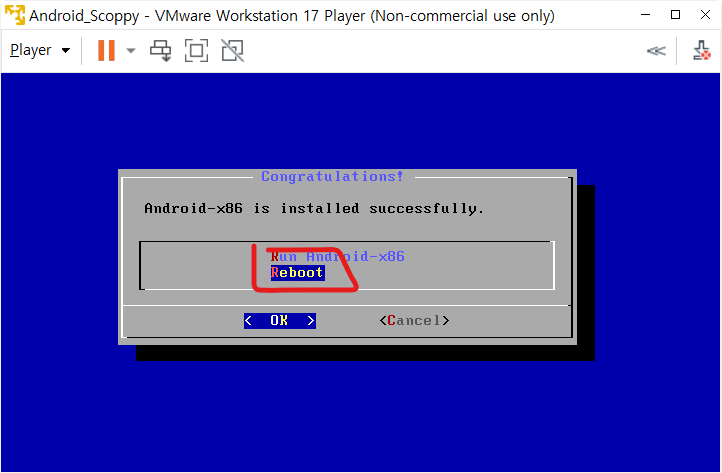 Android_Scoppy - VMware Workstation 17 Player (Non-commercial use only)
Player
Congratulations!
Android-x86 is installed successfully.
Run Android-x86
Reboot
< OK > <Cancel>